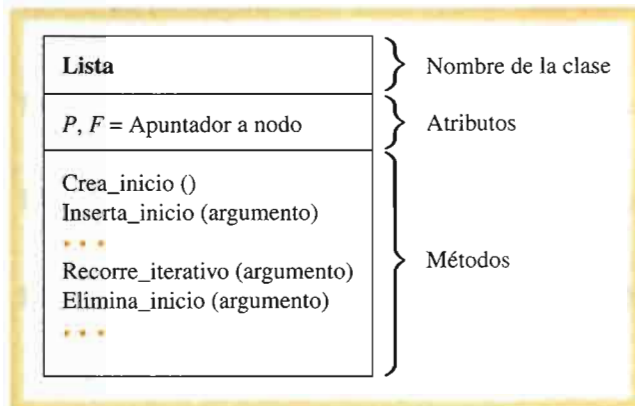 Lista
Nombre de la clase
P, F = Apuntador a nodo
Atributos
Crea_inicio ()
Inserta_inicio (argumento)
• • •
Recorre_iterativo (argumento)
Elimina_inicio (argumento)
• • •
Métodos